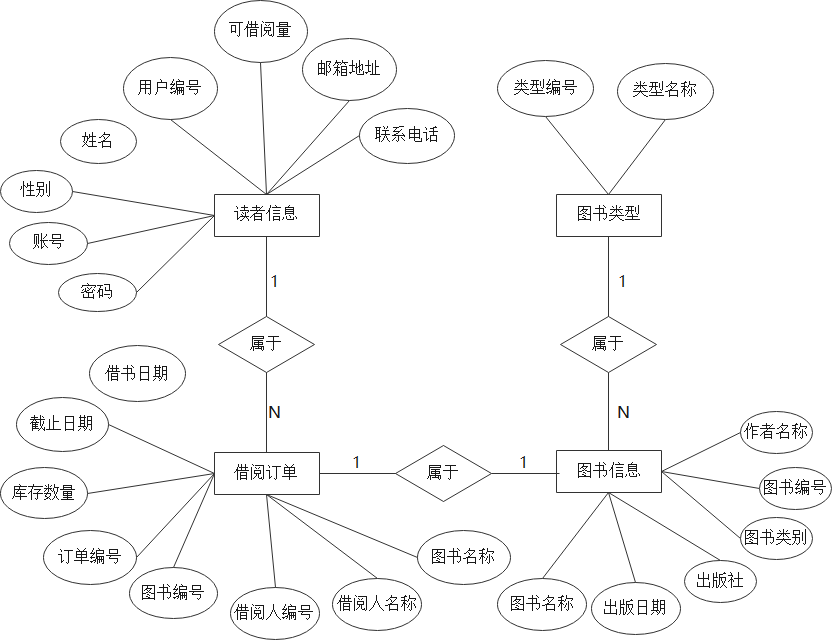 可借阅量
邮箱地址
用户编号
类型编号
类型名称
联系电话
姓名
性别
读者信息
图书类型
账号
密码
1
1
属于
属于
借书日期
N
N
截止日期
作者名称
借阅订单
1
属于
1
图书信息
库存数量
图书编号
图书类别
订单编号
图书名称
图书编号
出版社
借阅人编号
借阅人名称
图书名称
出版日期